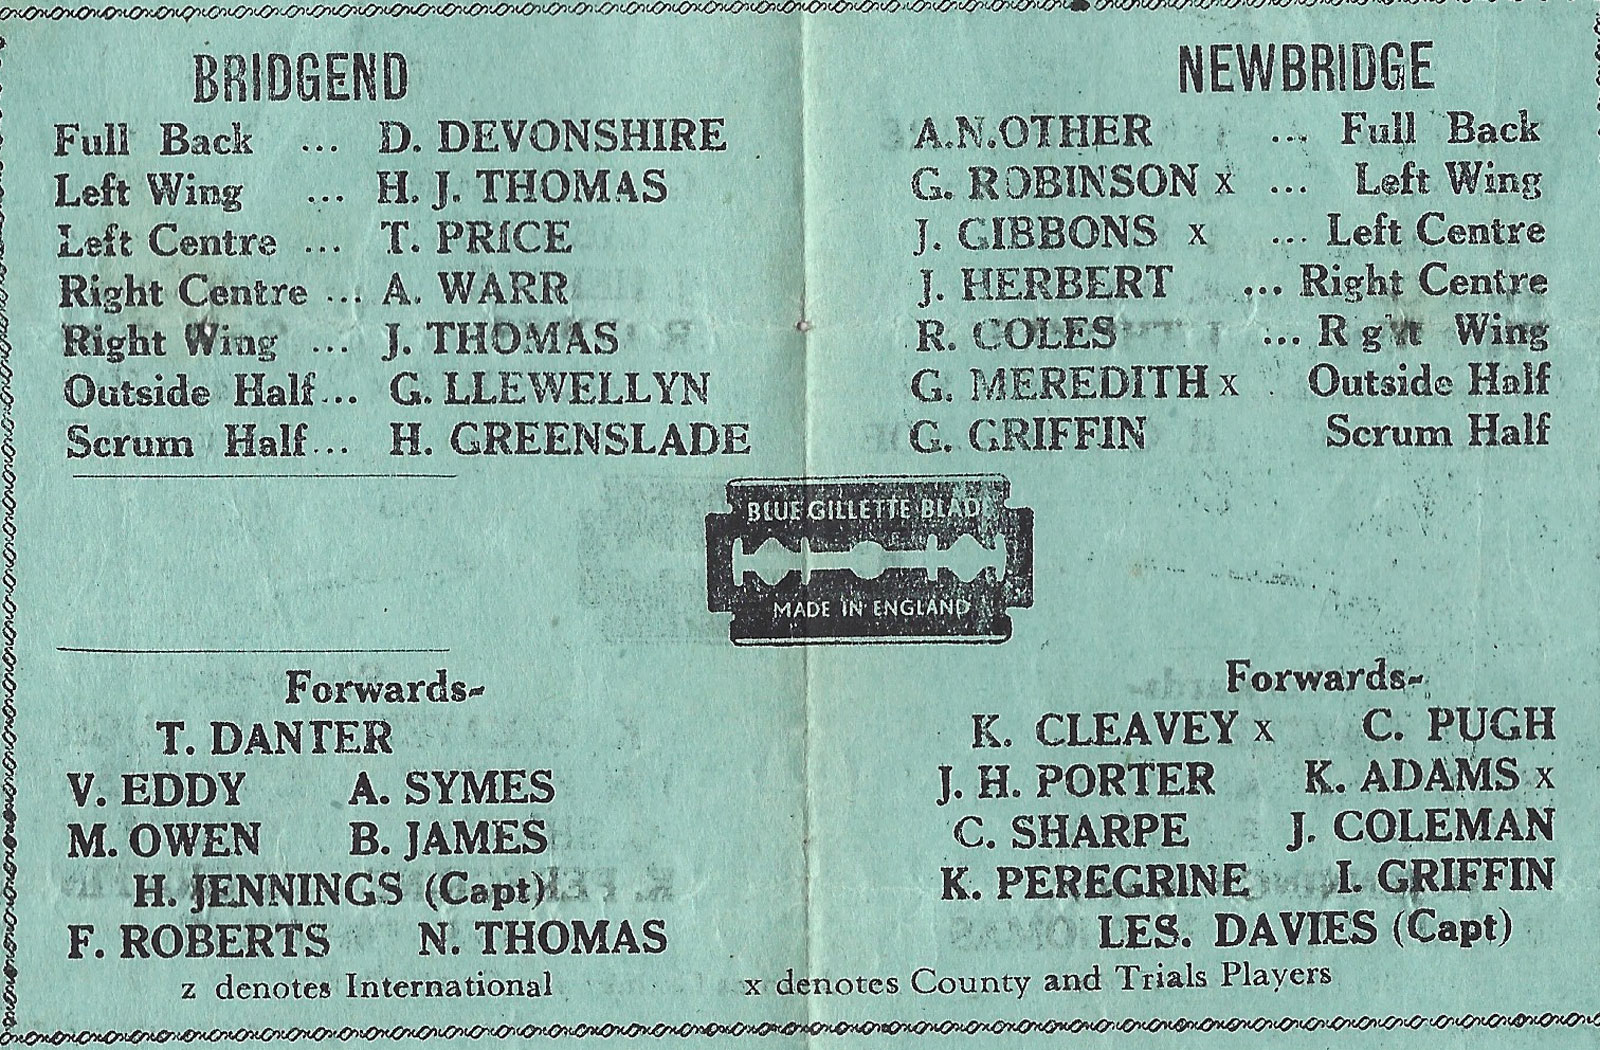 BRIDGEND
Full Back ... D. DEVONSHIRE
Left Wing ... H. J. THOMAS
Left Centre ... T. PRICE
Right Centre ... A. WARR
Right Wing ... J. THOMAS
Outside Half... G. LLEWELLYN
Scrum Half... H. GREENSLADE
NEWBRIDGE
A.N.OTHER ... Full Back
G. ROBINSON x ... Left Wing
J. GIBBONS x ... Left Centre
J. HERBERT ... Right Centre
R. COLES ... Right Wing
G. MEREDITH x . Outside Half
G. GRIFFIN Scrum Half
BLUE GILLETTE BLADE
MADE IN ENGLAND
Forwards-
T. DANTER
V. EDDY A. SYMES
M. OWEN B. JAMES
H. JENNINGS (Capt)
F. ROBERTS N. THOMAS
Forwards-
K. CLEAVEY x C. PUGH
J. H. PORTER K. ADAMS x
C. SHARPE J. COLEMAN
K. PEREGRINE I. GRIFFIN
LES. DAVIES (Capt)
z denotes International x denotes County and Trials Players